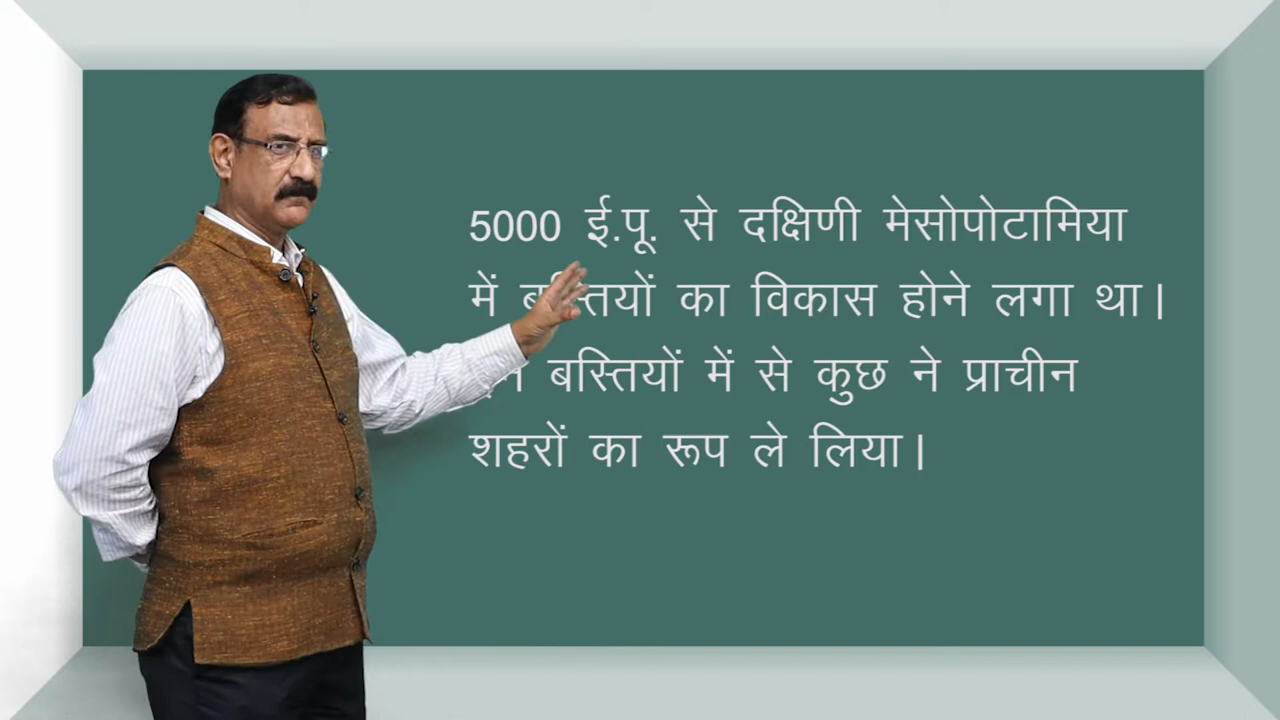 5000 ई.पू. से दक्षिणी मेसोपोटामिया
में बस्तियों का विकास होने लगा था।
बस्तियों में से कुछ ने प्राचीन
शहरों का रूप ले लिया।